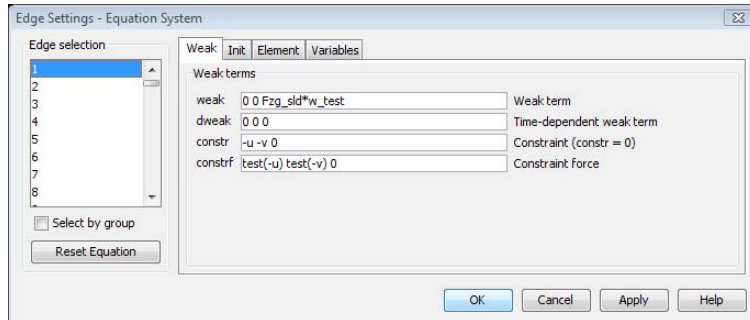 Edge Settings - Equation System
Edge selection
1
2
3
4
5
6
7
8
Select by group
Reset Equation
Weak Init Element Variables
Weak terms
weak 0 0 Fzg_sld*w_test Weak term
dweak 0 0 0 Time-dependent weak term
constr -u -v 0 Constraint (constr = 0)
constrf test(-u) test(-v) 0 Constraint force
OK Cancel Apply Help